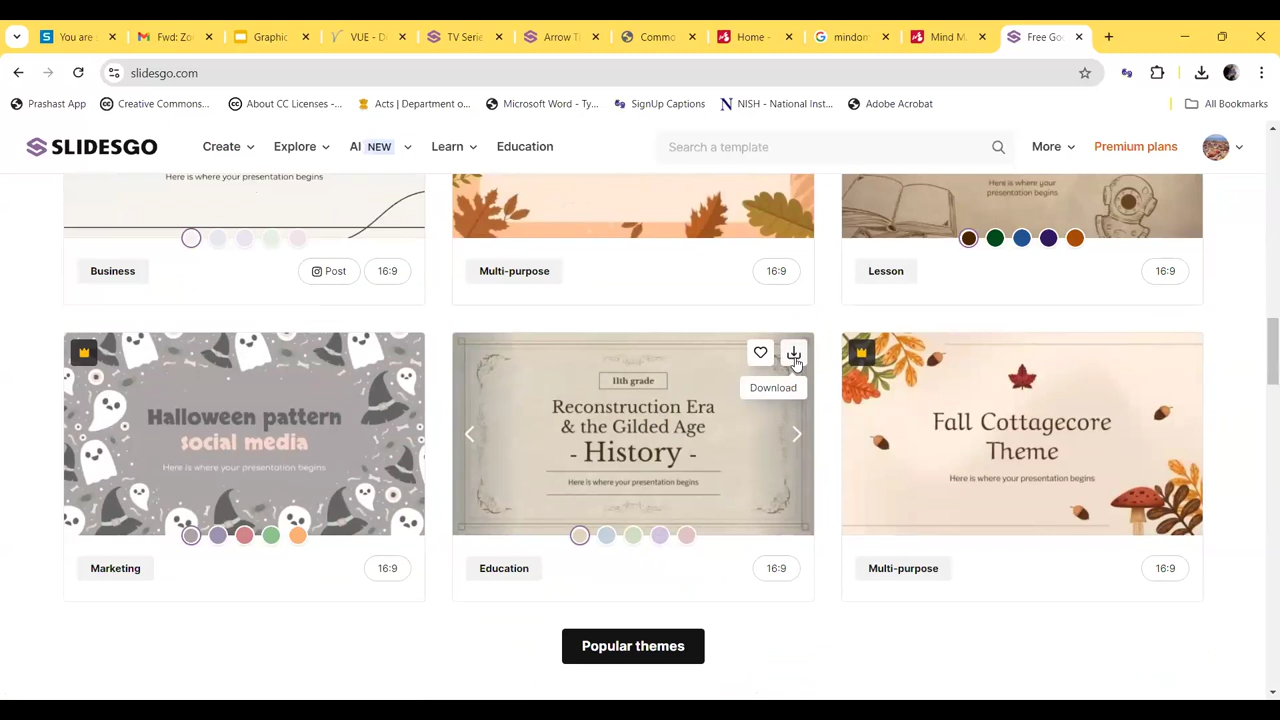 You are
Fwd: Zo
Graphic
VUE - D
TV Serie
Arrow T
Commo
Home -
mindom
Mind M
Free Go
slidesgo.com
Prashast App
Creative Commons...
About CC Licenses -...
Acts | Department o...
Microsoft Word - Ty...
SignUp Captions
NISH - National Inst...
Adobe Acrobat
All Bookmarks
SLIDESGO
Create
Explore
AI NEW
Learn
Education
Search a template
More
Premium plans
Here is where your presentation begins
Here is where your
presentation begins
Business
Post
16:9
Multi-purpose
16:9
Lesson
16:9
Halloween pattern
social media
Here is where your presentation begins
Marketing
16:9
11th grade
Download
Reconstruction Era
& the Gilded Age
- History -
Here is where your presentation begins
Education
16:9
Fall Cottagecore
Theme
Here is where your presentation begins
Multi-purpose
16:9
Popular themes